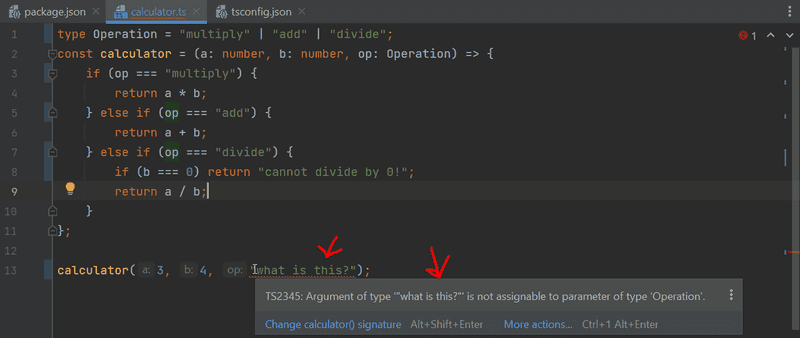 package.json calculator.ts tsconfig.json
1 type Operation = "multiply" | "add" | "divide"; 1
2 const calculator = (a: number, b: number, op: Operation) => {
3 if (op === "multiply") {
4 return a * b;
5 } else if (op === "add") {
6 return a + b;
7 } else if (op === "divide") {
8 if (b === 0) return "cannot divide by 0!";
9 return a / b;
10 }
11 };
12
13 calculator( a: 3, b: 4, op: "what is this?");
TS2345: Argument of type '"what is this?"' is not assignable to parameter of type 'Operation'.
Change calculator() signature Alt+Shift+Enter More actions... Ctrl+1 Alt+Enter